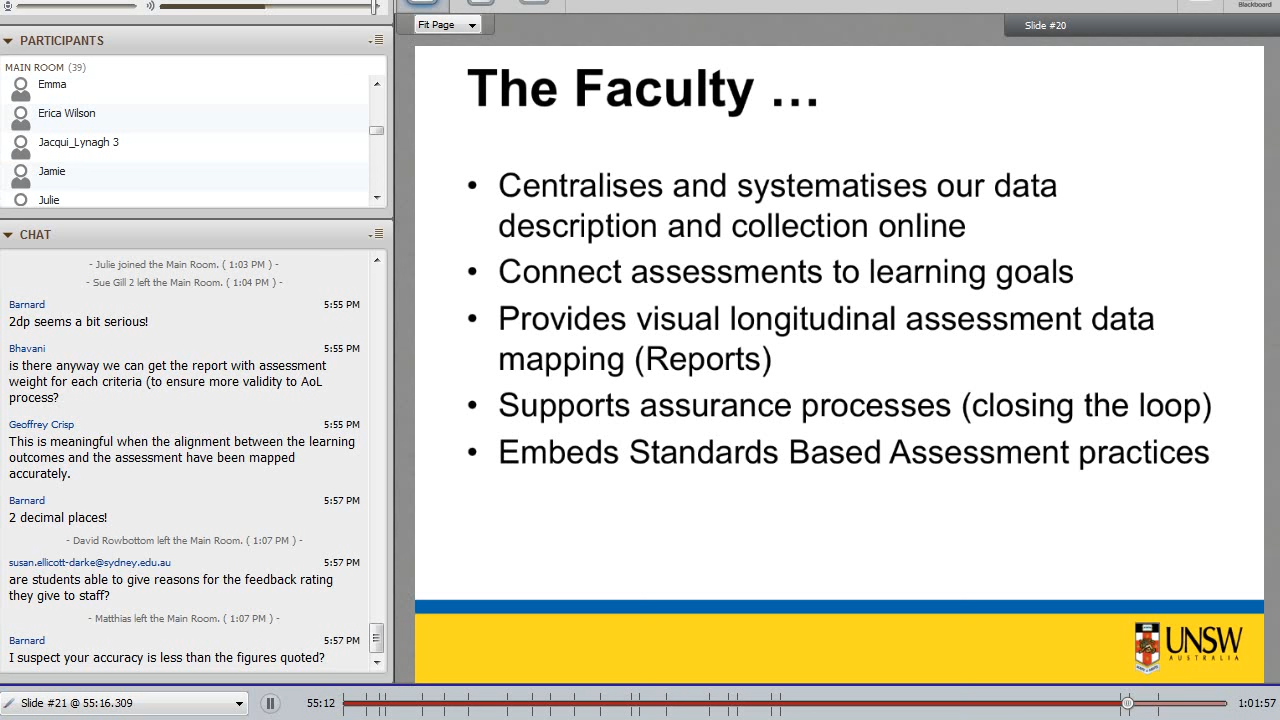 Fit Page
Slide #20
Blackboard
PARTICIPANTS
MAIN ROOM (39)
Emma
Erica Wilson
Jacqui_Lynagh 3
Jamie
Julie
CHAT
- Julie joined the Main Room. ( 1:03 PM ) -
- Sue Gill 2 left the Main Room. ( 1:04 PM ) -
Barnard 5:55 PM
2dp seems a bit serious!
Bhavani 5:55 PM
is there anyway we can get the report with assessment
weight for each criteria (to ensure more validity to AoL
process?
Geoffrey Crisp 5:55 PM
This is meaningful when the alignment between the learning
outcomes and the assessment have been mapped
accurately.
Barnard 5:57 PM
2 decimal places!
- David Rowbottom left the Main Room. ( 1:07 PM ) -
susan.ellicott-darke@sydney.edu.au 5:57 PM
are students able to give reasons for the feedback rating
they give to staff?
- Matthias left the Main Room. ( 1:07 PM ) -
Barnard 5:57 PM
I suspect your accuracy is less than the figures quoted?
The Faculty …
• Centralises and systematises our data
description and collection online
• Connect assessments to learning goals
• Provides visual longitudinal assessment data
mapping (Reports)
• Supports assurance processes (closing the loop)
• Embeds Standards Based Assessment practices
UNSW
AUSTRALIA
Slide #21 @ 55:16.309
55:12
1:01:57